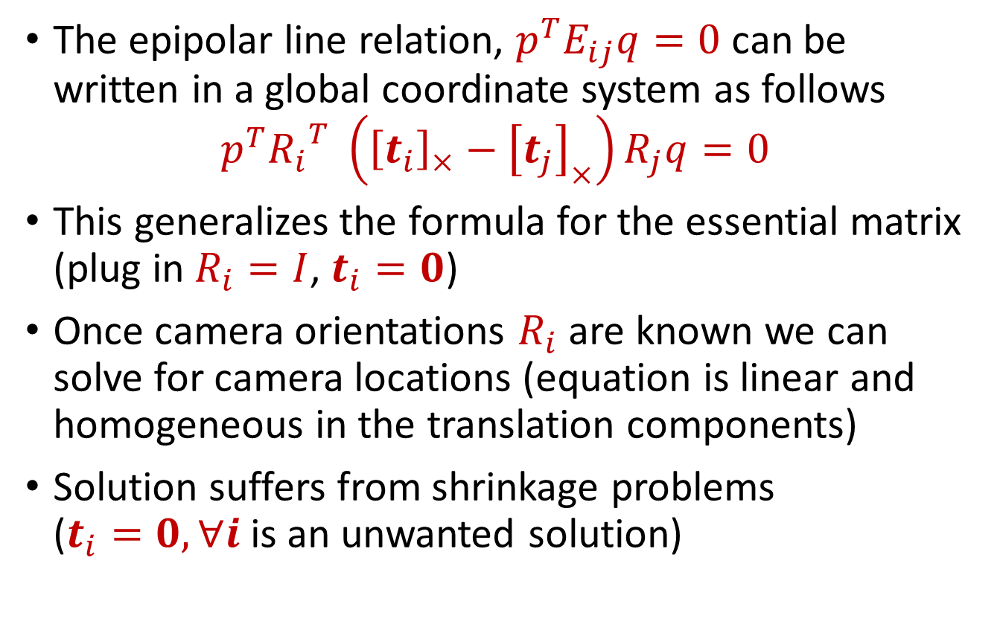 • The epipolar line relation, $p^T E_{ij} q = 0$ can be
written in a global coordinate system as follows
$p^T {R_i}^T \left( [\boldsymbol{t}_i]_\times - [\boldsymbol{t}_j]_\times \right) R_j q = 0$
• This generalizes the formula for the essential matrix
(plug in $R_i = I$, $\boldsymbol{t}_i = \mathbf{0}$)
• Once camera orientations $R_i$ are known we can
solve for camera locations (equation is linear and
homogeneous in the translation components)
• Solution suffers from shrinkage problems
($\boldsymbol{t}_i = \mathbf{0}, \forall \boldsymbol{i}$ is an unwanted solution)